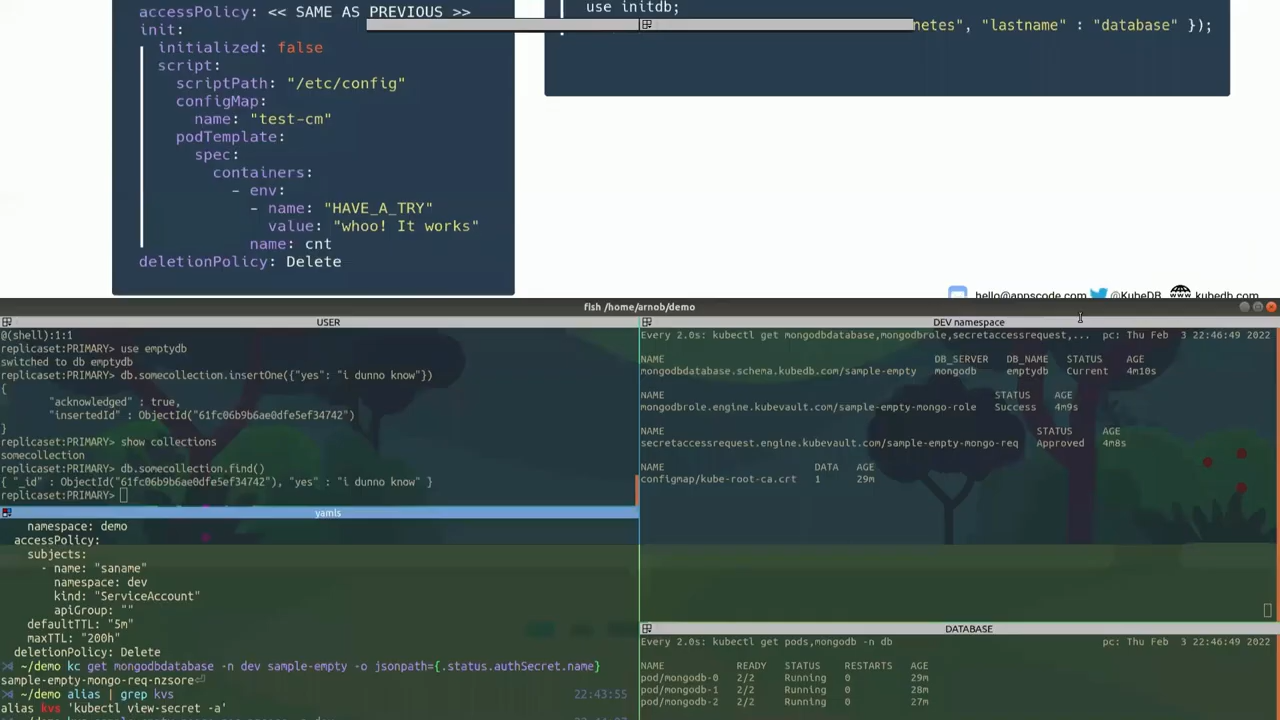 accessPolicy: << SAME AS PREVIOUS >>
init:
initialized: false
script:
scriptPath: "/etc/config"
configMap:
name: "test-cm"
podTemplate:
spec:
containers:
- env:
- name: "HAVE_A_TRY"
value: "whoo! It works"
name: cnt
deletionPolicy: Delete
use initdb;
netes", "lastname" : "database" });
hello@appscode.com @KubeDB kubedb.com
fish /home/arnob/demo
USER
@(shell):1:1
replicaset:PRIMARY> use emptydb
switched to db emptydb
replicaset:PRIMARY> db.somecollection.insertOne({"yes": "i dunno know"})
{
"acknowledged" : true,
"insertedId" : ObjectId("61fc06b9b6ae0dfe5ef34742")
}
replicaset:PRIMARY> show collections
somecollection
replicaset:PRIMARY> db.somecollection.find()
{ "_id" : ObjectId("61fc06b9b6ae0dfe5ef34742"), "yes" : "i dunno know" }
replicaset:PRIMARY>
yamls
namespace: demo
accessPolicy:
subjects:
- name: "saname"
namespace: dev
kind: "ServiceAccount"
apiGroup: ""
defaultTTL: "5m"
maxTTL: "200h"
deletionPolicy: Delete
~/demo kc get mongodbdatabase -n dev sample-empty -o jsonpath={.status.authSecret.name}
sample-empty-mongo-req-nzsore⏎
~/demo alias | grep kvs 22:43:55
alias kvs 'kubectl view-secret -a'
DEV namespace
Every 2.0s: kubectl get mongodbdatabase,mongodbrole,secretaccessrequest,... pc: Thu Feb 3 22:46:49 2022
NAME DB_SERVER DB_NAME STATUS AGE
mongodbdatabase.schema.kubedb.com/sample-empty mongodb emptydb Current 4m10s
NAME STATUS AGE
mongodbrole.engine.kubevault.com/sample-empty-mongo-role Success 4m9s
NAME STATUS AGE
secretaccessrequest.engine.kubevault.com/sample-empty-mongo-req Approved 4m8s
NAME DATA AGE
configmap/kube-root-ca.crt 1 29m
DATABASE
Every 2.0s: kubectl get pods,mongodb -n db pc: Thu Feb 3 22:46:49 2022
NAME READY STATUS RESTARTS AGE
pod/mongodb-0 2/2 Running 0 29m
pod/mongodb-1 2/2 Running 0 28m
pod/mongodb-2 2/2 Running 0 27m